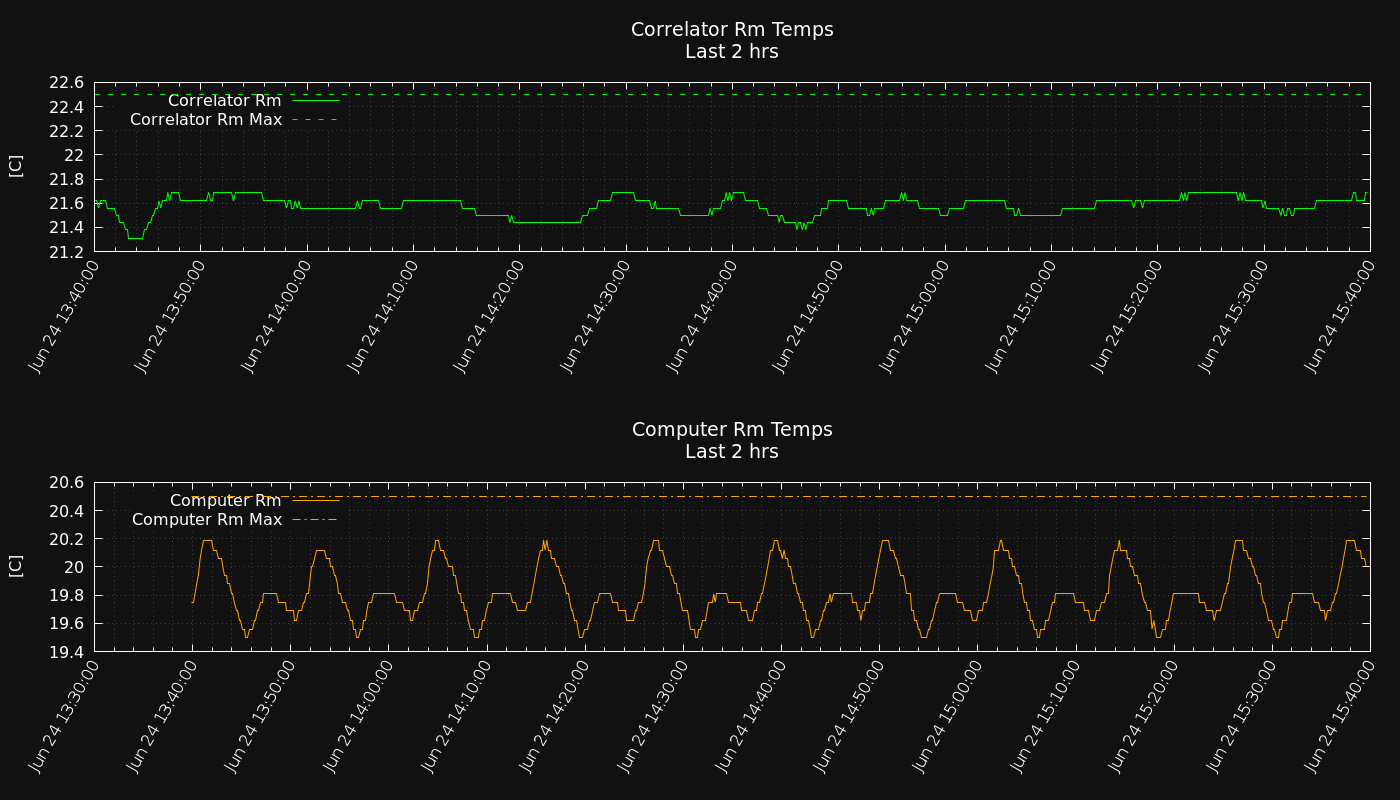 Correlator Rm Temps
Last 2 hrs
[C]
22.6
22.4
22.2
22
21.8
21.6
21.4
21.2
Correlator Rm
Correlator Rm Max
Jun 24 13:40:00
Jun 24 13:50:00
Jun 24 14:00:00
Jun 24 14:10:00
Jun 24 14:20:00
Jun 24 14:30:00
Jun 24 14:40:00
Jun 24 14:50:00
Jun 24 15:00:00
Jun 24 15:10:00
Jun 24 15:20:00
Jun 24 15:30:00
Jun 24 15:40:00
Computer Rm Temps
Last 2 hrs
[C]
20.6
20.4
20.2
20
19.8
19.6
19.4
Computer Rm
Computer Rm Max
Jun 24 13:30:00
Jun 24 13:40:00
Jun 24 13:50:00
Jun 24 14:00:00
Jun 24 14:10:00
Jun 24 14:20:00
Jun 24 14:30:00
Jun 24 14:40:00
Jun 24 14:50:00
Jun 24 15:00:00
Jun 24 15:10:00
Jun 24 15:20:00
Jun 24 15:30:00
Jun 24 15:40:00